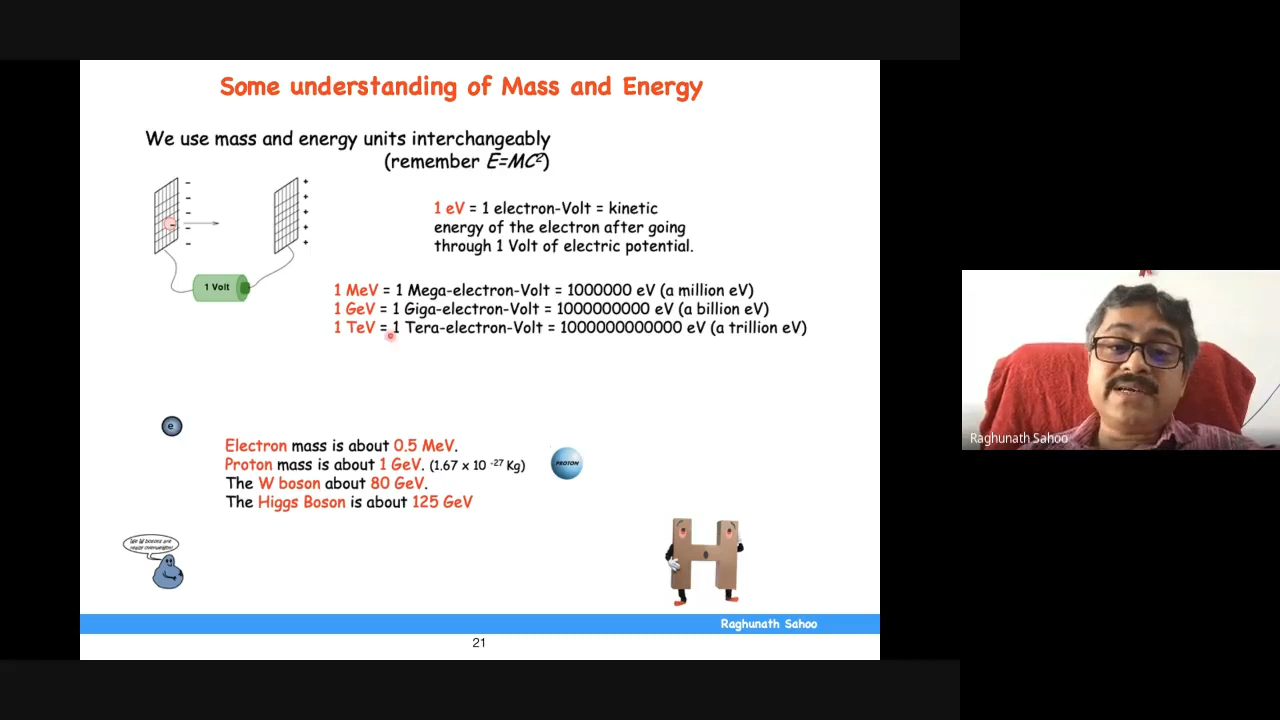 Some understanding of Mass and Energy
We use mass and energy units interchangeably
(remember E=MC²)
1 eV = 1 electron-Volt = kinetic
energy of the electron after going
through 1 Volt of electric potential.
1 Volt
1 MeV = 1 Mega-electron-Volt = 1000000 eV (a million eV)
1 GeV = 1 Giga-electron-Volt = 1000000000 eV (a billion eV)
1 TeV = 1 Tera-electron-Volt = 1000000000000 eV (a trillion eV)
e
Electron mass is about 0.5 MeV.
Proton mass is about 1 GeV. (1.67 x 10 -27 Kg)
The W boson about 80 GeV.
The Higgs Boson is about 125 GeV
PROTON
We W bosons are
really overweight!
H
Raghunath Sahoo
21
Raghunath Sahoo